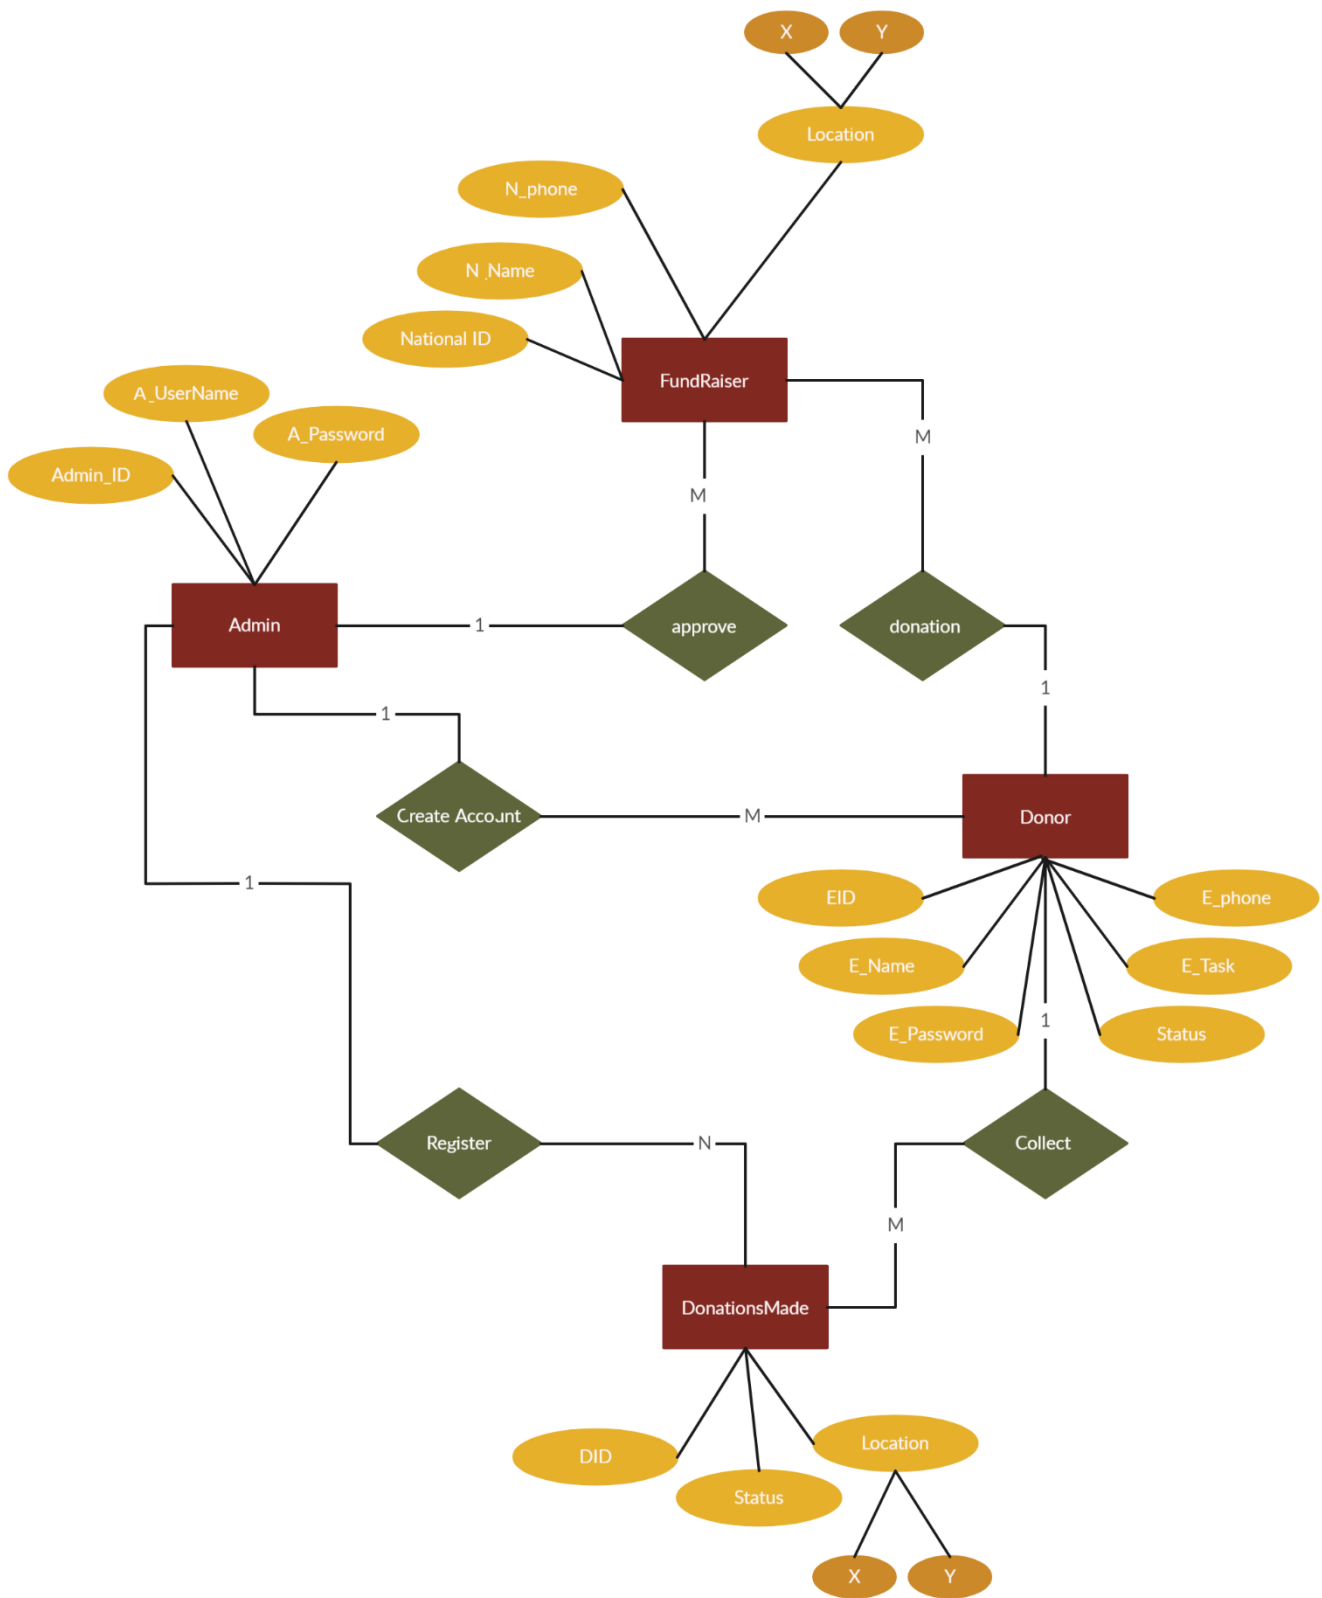 X
Y
Location
N_phone
N_Name
National ID
FundRaiser
A_UserName
A_Password
M
Admin_ID
M
Admin
1
approve
donation
1
1
Create Account
M
Donor
1
EID
E_phone
E_Name
E_Task
1
E_Password
Status
Register
N
Collect
M
DonationsMade
Location
DID
Status
X
Y